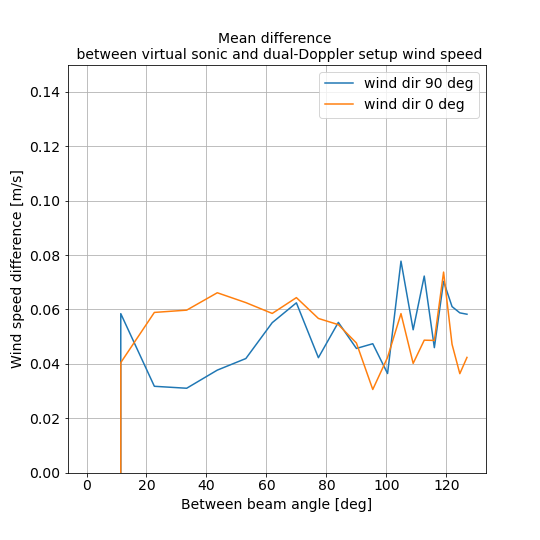 Mean difference
between virtual sonic and dual-Doppler setup wind speed
wind dir 90 deg
wind dir 0 deg
Wind speed difference [m/s]
0.14
0.12
0.10
0.08
0.06
0.04
0.02
0.00
0 20 40 60 80 100 120
Between beam angle [deg]